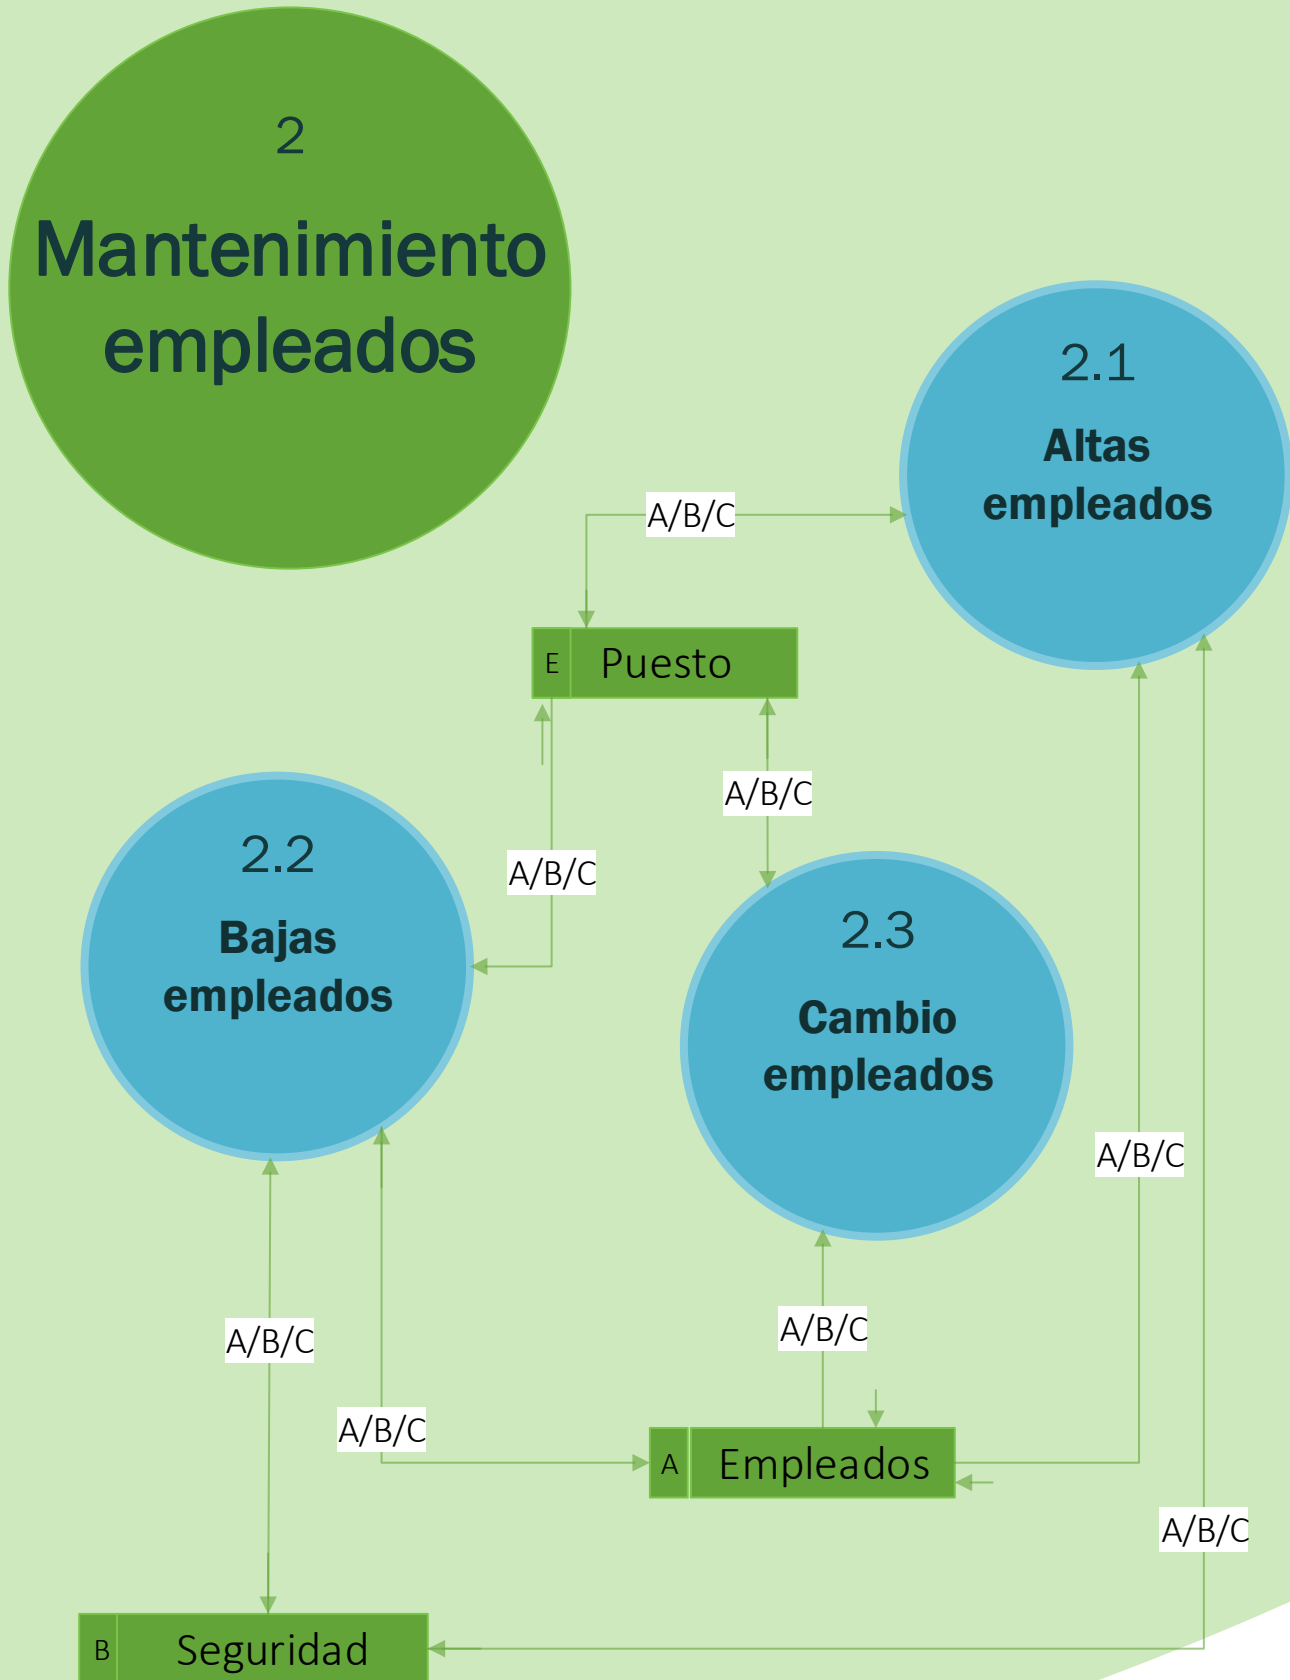 2
Mantenimiento
empleados
2.1
Altas
empleados
A/B/C
E Puesto
A/B/C
2.2
Bajas
empleados
A/B/C
2.3
Cambio
empleados
A/B/C
A/B/C
A/B/C
A/B/C
A Empleados
A/B/C
B Seguridad